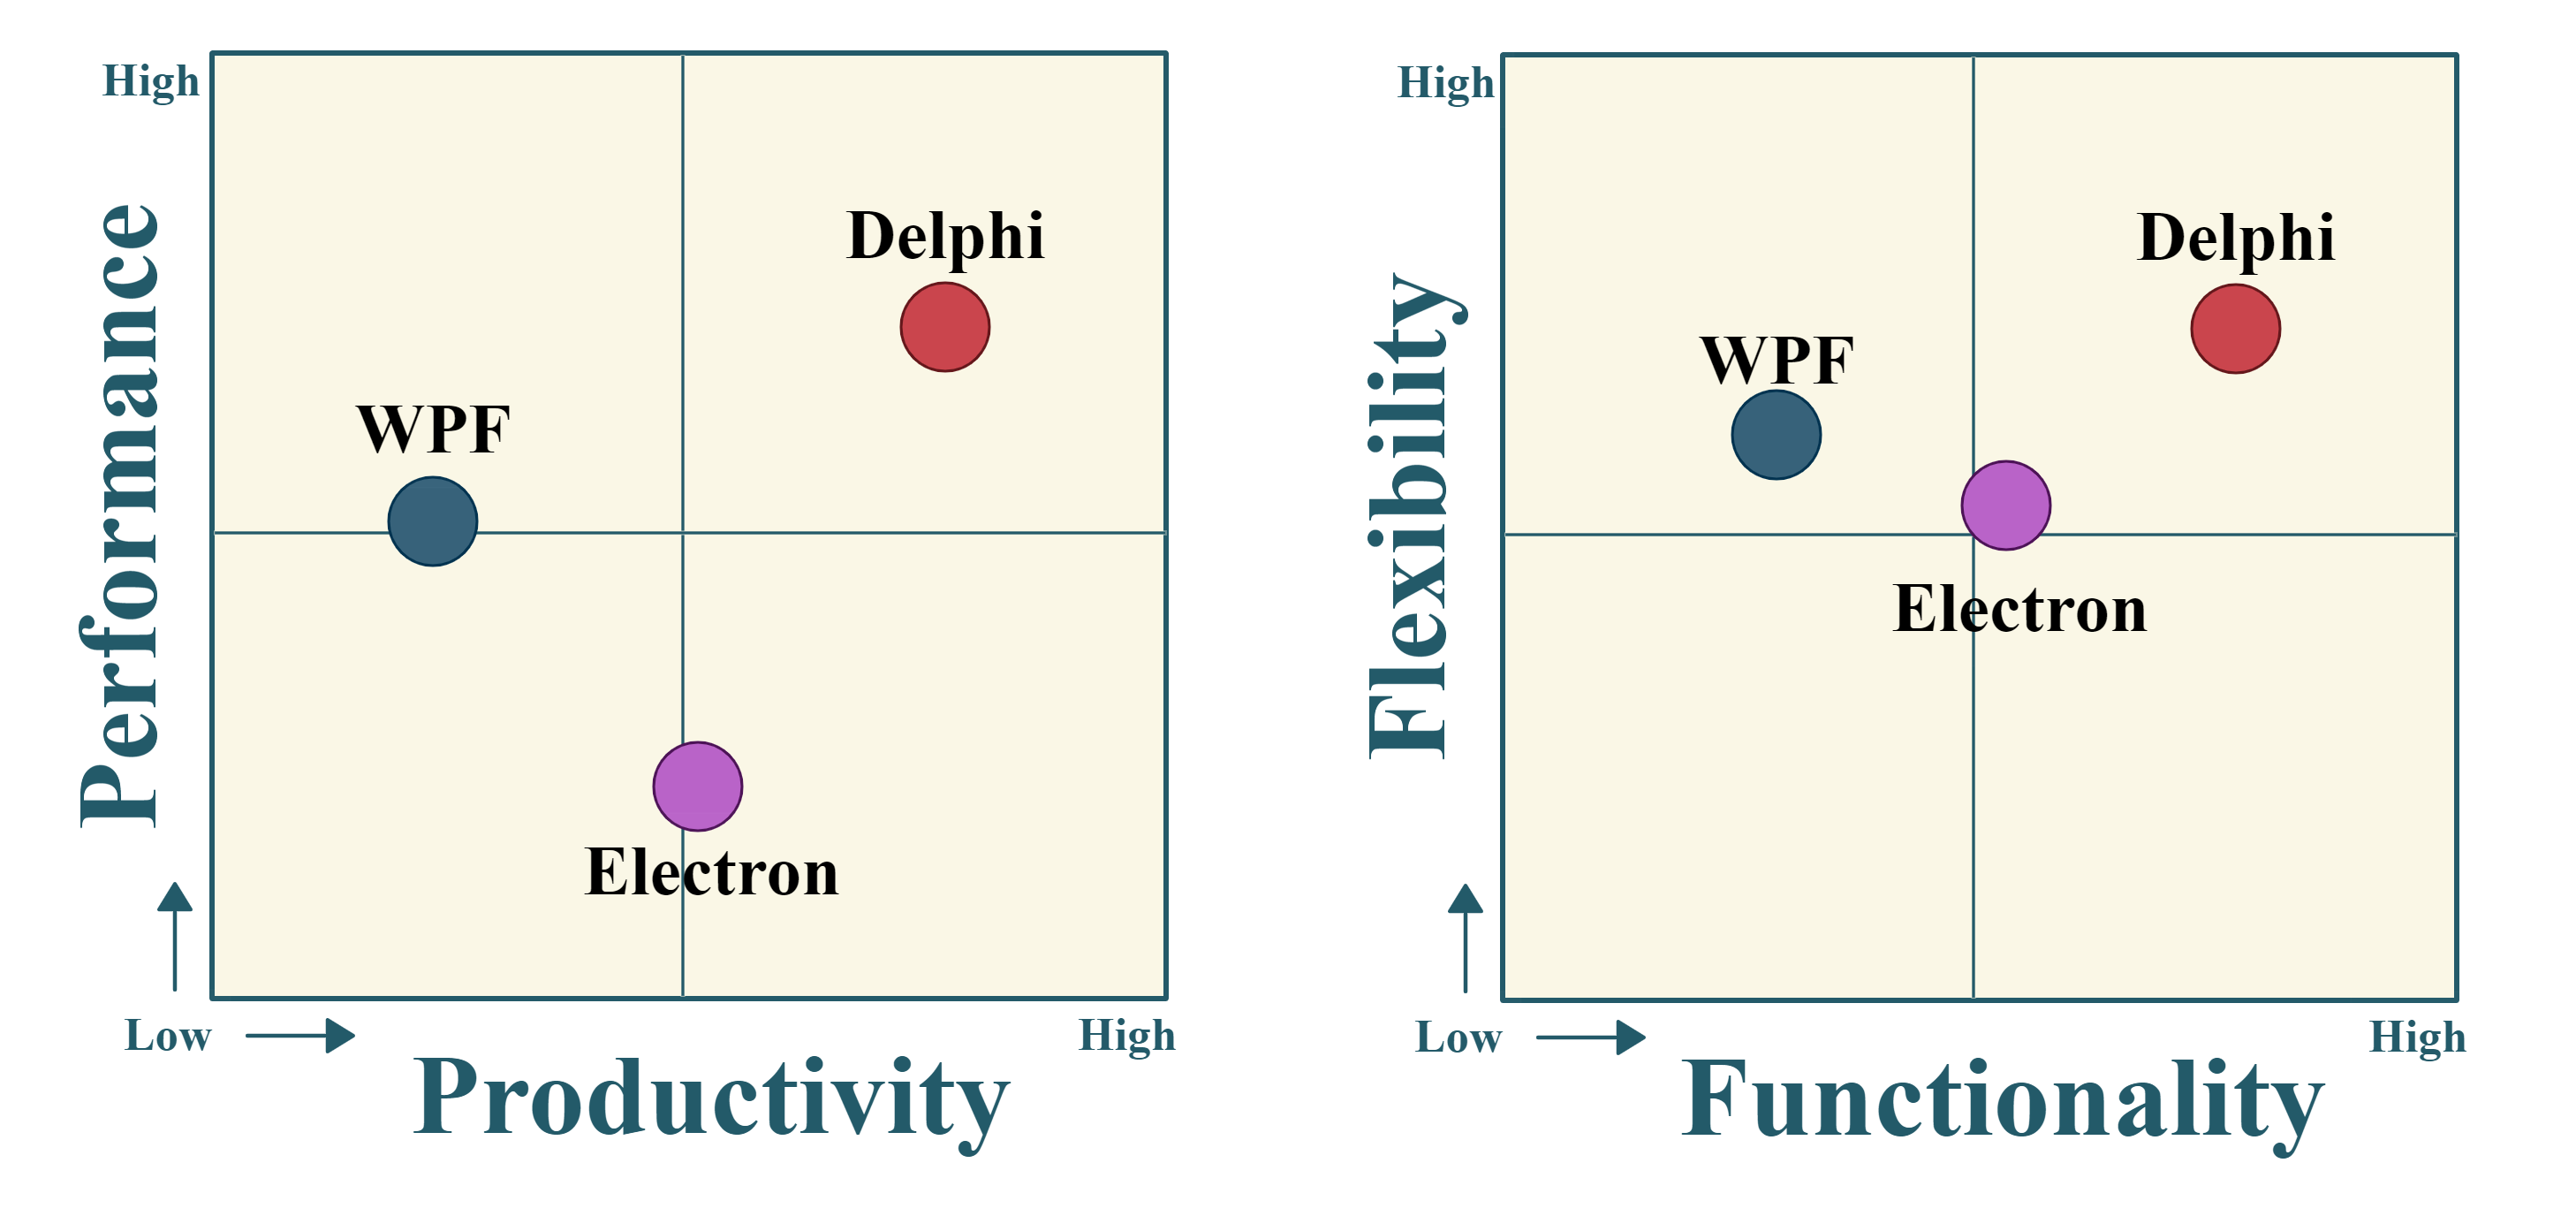 High
Performance
Delphi
WPF
Electron
Low
High
Productivity
High
Flexibility
Delphi
WPF
Electron
Low
High
Functionality